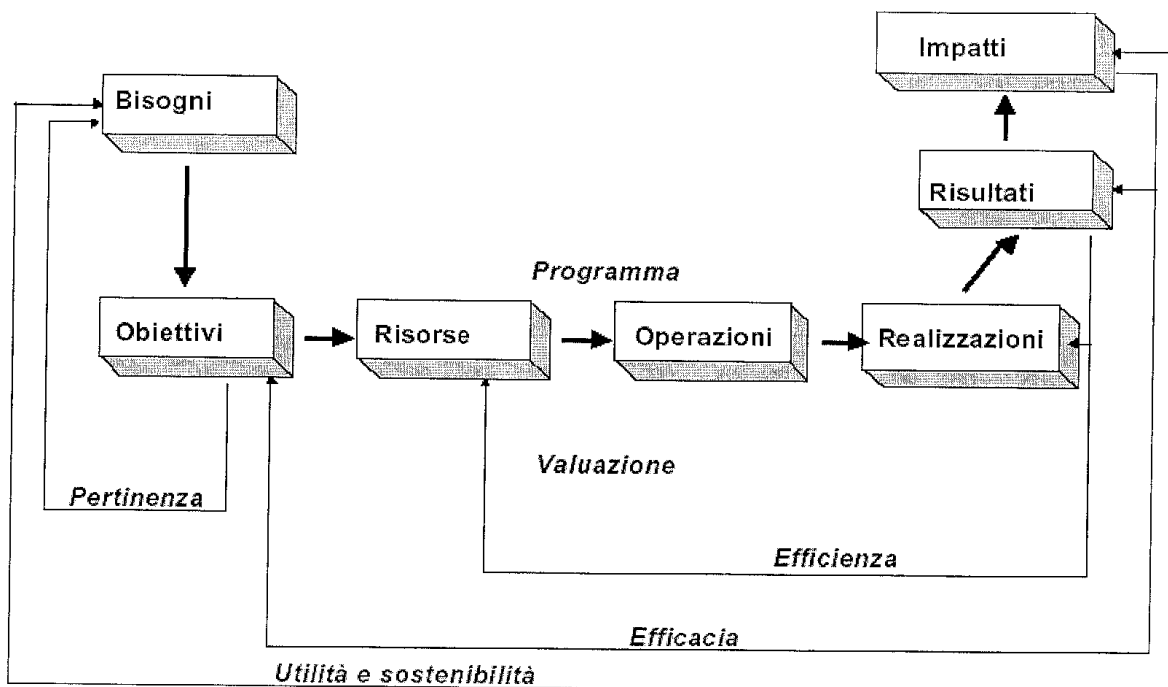 Impatti
Bisogni
Risultati
Programma
Obiettivi
Risorse
Operazioni
Realizzazioni
Valuazione
Pertinenza
Efficienza
Efficacia
Utilità e sostenibilità